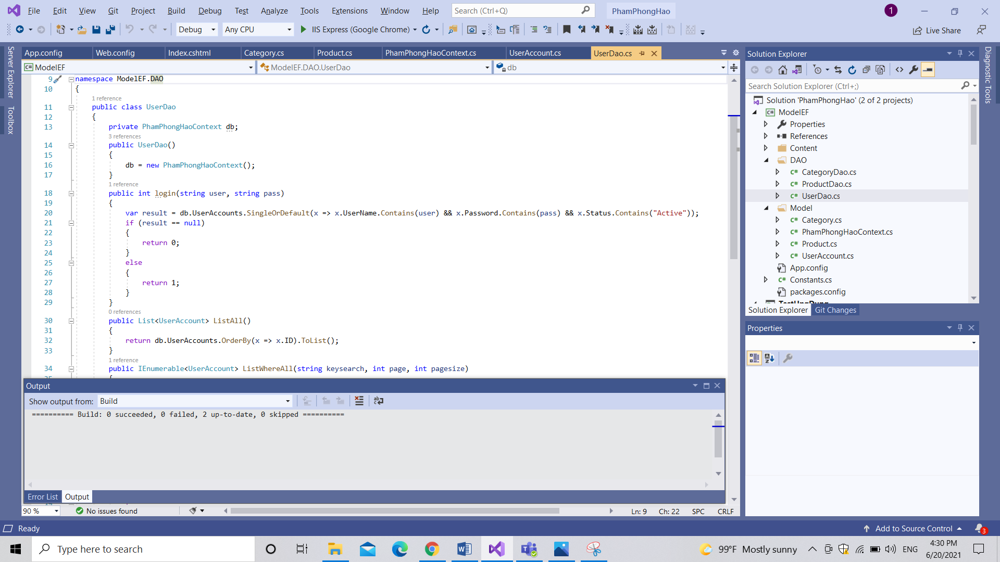 File Edit View Git Project Build Debug Test Analyze Tools Extensions Window Help Search (Ctrl+Q) PhamPhongHao 1
Debug Any CPU IIS Express (Google Chrome) Live Share
Server Explorer
Toolbox
App.config Web.config Index.cshtml Category.cs Product.cs PhamPhongHaoContext.cs UserAccount.cs UserDao.cs
ModelEF ModelEF.DAO.UserDao db
9 namespace ModelEF.DAO
10 {
1 reference
11 public class UserDao
12 {
13 private PhamPhongHaoContext db;
3 references
14 public UserDao()
15 {
16 db = new PhamPhongHaoContext();
17 }
1 reference
18 public int login(string user, string pass)
19 {
20 var result = db.UserAccounts.SingleOrDefault(x => x.UserName.Contains(user) && x.Password.Contains(pass) && x.Status.Contains("Active"));
21 if (result == null)
22 {
23 return 0;
24 }
25 else
26 {
27 return 1;
28 }
29 }
0 references
30 public List<UserAccount> ListAll()
31 {
32 return db.UserAccounts.OrderBy(x => x.ID).ToList();
33 }
1 reference
34 public IEnumerable<UserAccount> ListWhereAll(string keysearch, int page, int pagesize)
Output
Show output from: Build
========== Build: 0 succeeded, 0 failed, 2 up-to-date, 0 skipped ==========
Error List Output
90 % No issues found Ln: 9 Ch: 22 SPC CRLF
Solution Explorer
Search Solution Explorer (Ctrl+;)
Solution 'PhamPhongHao' (2 of 2 projects)
ModelEF
Properties
References
Content
DAO
CategoryDao.cs
ProductDao.cs
UserDao.cs
Model
Category.cs
PhamPhongHaoContext.cs
Product.cs
UserAccount.cs
App.config
Constants.cs
packages.config
TestUngDung
Solution Explorer Git Changes
Properties
Diagnostic Tools
Ready Add to Source Control 3
Type here to search 99°F Mostly sunny ENG 4:30 PM
6/20/2021